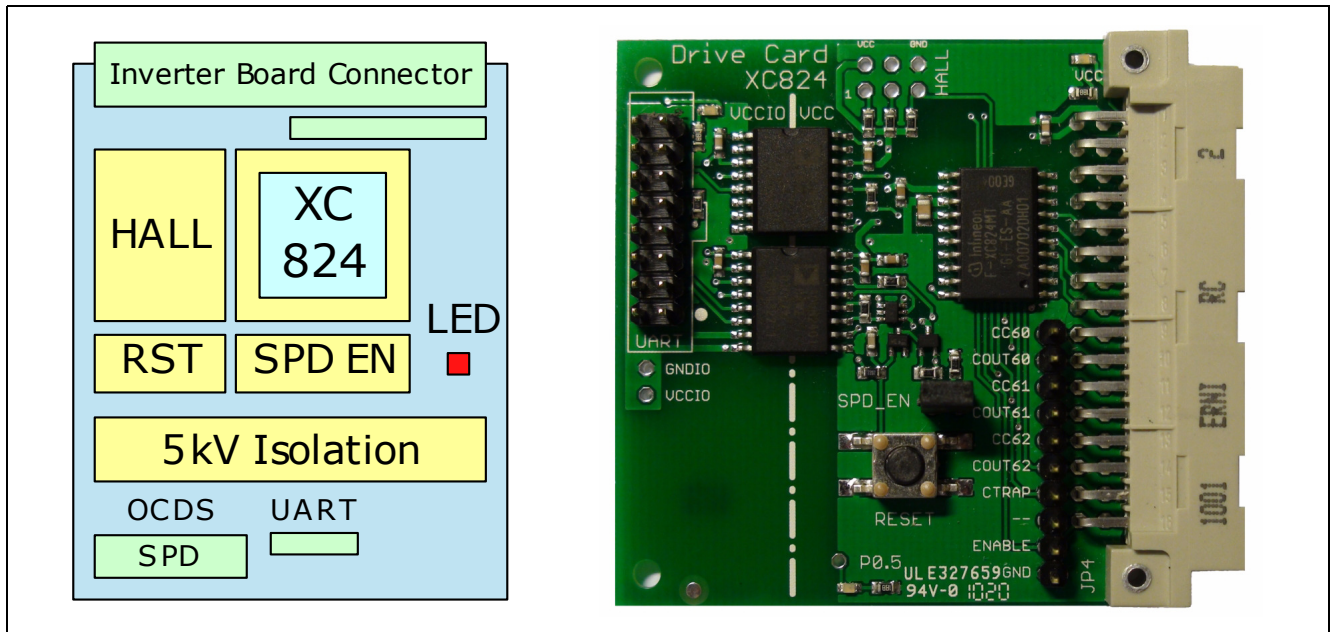 Inverter Board Connector
HALL
XC
824
LED
RST
SPD EN
5kV Isolation
OCDS
UART
SPD
Drive Card
XC824
VCC
GND
HALL
1
VCC
VCCIO
VCC
UART
GNDIO
VCCIO
SPD_EN
RESET
P0.5
ULE327659
94V-0 1020
CC60
COUT60
CC61
COUT61
CC62
COUT62
CTRAP
--
ENABLE
GND
JP4
infineon
2
RC
ERNI
1001